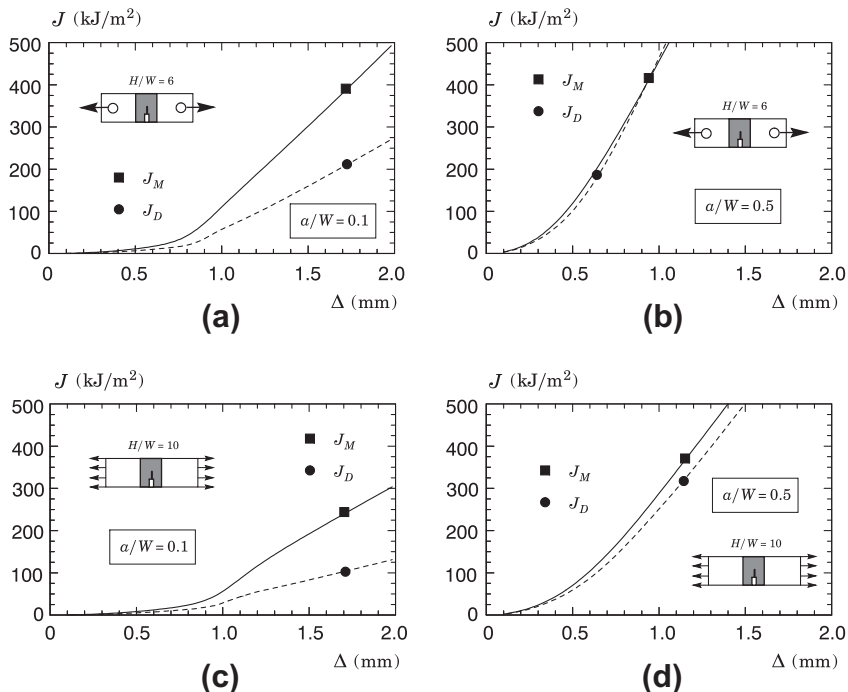 J (kJ/m²)
500
400
300
200
100
0
H/W = 6
J_M
J_D
a/W = 0.1
0 0.5 1.0 1.5 2.0
Δ (mm)
(a)
J (kJ/m²)
500
400
300
200
100
0
J_M
J_D
H/W = 6
a/W = 0.5
0 0.5 1.0 1.5 2.0
Δ (mm)
(b)
J (kJ/m²)
500
400
300
200
100
0
H/W = 10
J_M
J_D
a/W = 0.1
0 0.5 1.0 1.5 2.0
Δ (mm)
(c)
J (kJ/m²)
500
400
300
200
100
0
J_M
J_D
a/W = 0.5
H/W = 10
0 0.5 1.0 1.5 2.0
Δ (mm)
(d)